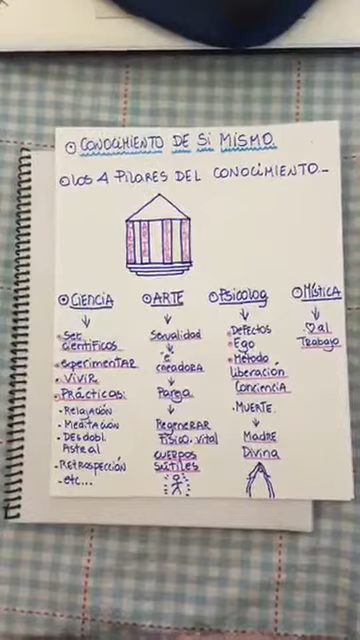 CONOCIMIENTO DE SÍ MISMO.
LOS 4 PILARES DEL CONOCIMIENTO.-
CIENCIA
Ser
científicos
experimentar
Vivir
Prácticas:
- Relajación
- Meditación
- Desdobl.
Astral
- Retrospección
- etc...
ARTE
Sexualidad
creadora
Pareja
Regenerar
Físico. vital
cuerpos
sutiles
PSICOLOG
Defectos
Ego
Método
liberación
conciencia
Muerte
Madre
Divina
MÍSTICA
♡ al
Trabajo